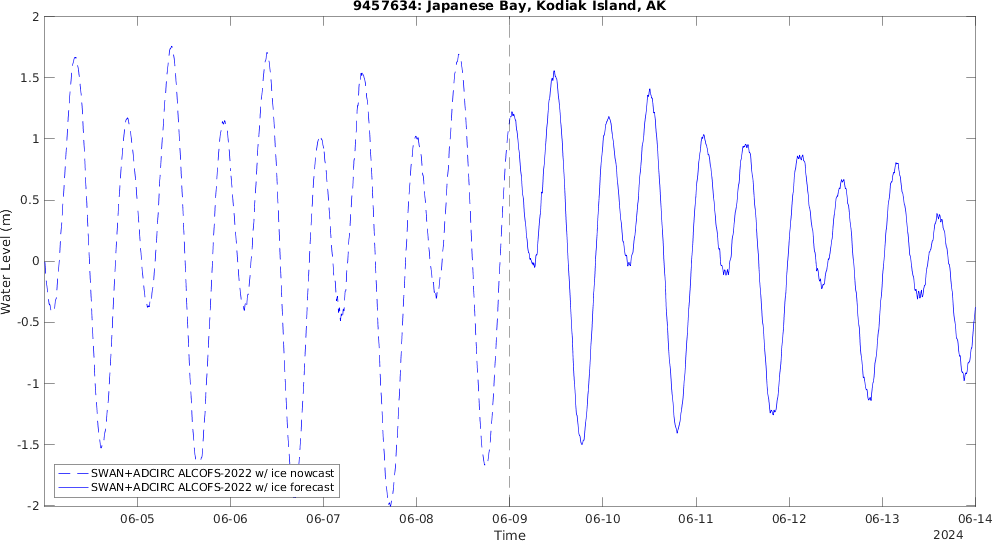 9457634: Japanese Bay, Kodiak Island, AK
2
1.5
1
0.5
0
-0.5
-1
-1.5
-2
Water Level (m)
SWAN+ADCIRC ALCOFS-2022 w/ ice nowcast
SWAN+ADCIRC ALCOFS-2022 w/ ice forecast
06-05 06-06 06-07 06-08 06-09 06-10 06-11 06-12 06-13 06-14
Time
2024